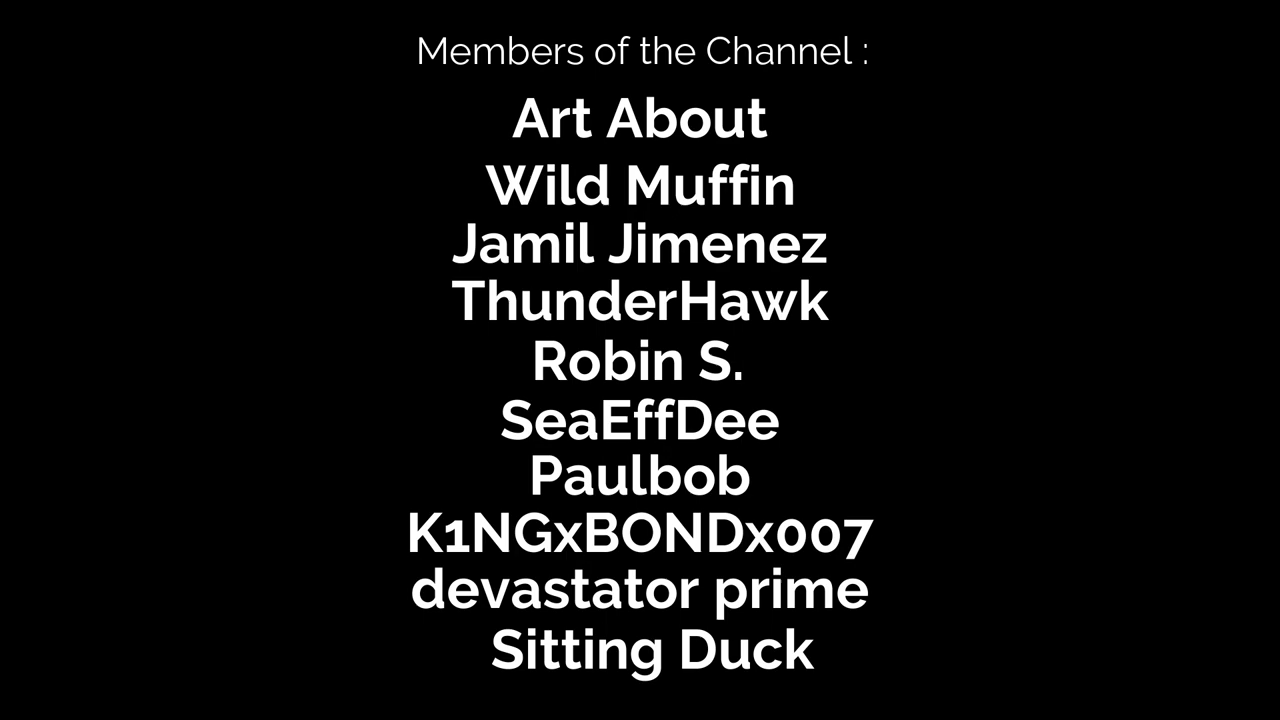 Members of the Channel :
Art About
Wild Muffin
Jamil Jimenez
ThunderHawk
Robin S.
SeaEffDee
Paulbob
K1NGxBONDx007
devastator prime
Sitting Duck